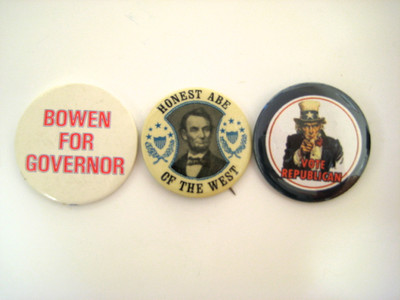 BOWEN
FOR
GOVERNOR
HONEST ABE
OF THE WEST
VOTE
REPUBLICAN